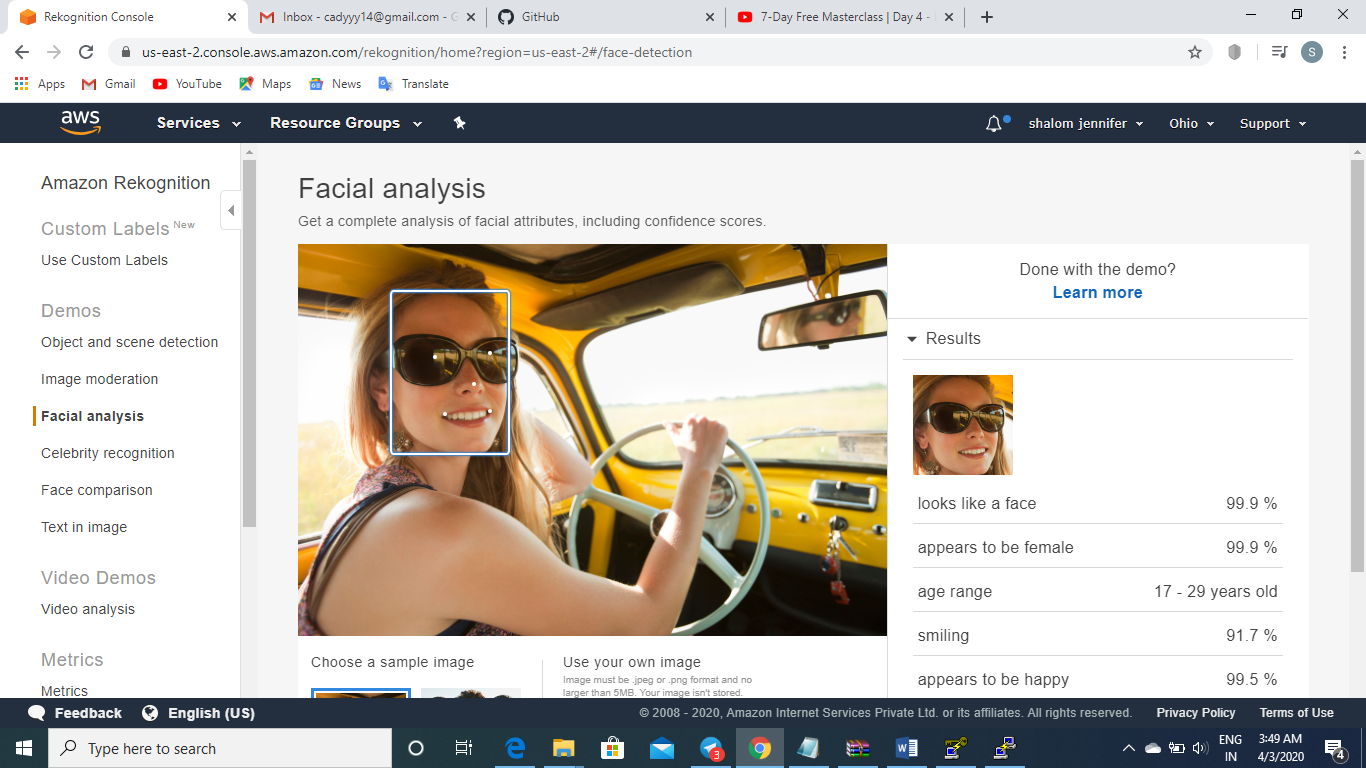 Rekognition Console
Inbox - cadyyy14@gmail.com - G
GitHub
7-Day Free Masterclass | Day 4 -
us-east-2.console.aws.amazon.com/rekognition/home?region=us-east-2#/face-detection
S
Apps Gmail YouTube Maps News Translate
aws Services Resource Groups shalom jennifer Ohio Support
Amazon Rekognition
Custom Labels New
Use Custom Labels
Demos
Object and scene detection
Image moderation
Facial analysis
Celebrity recognition
Face comparison
Text in image
Video Demos
Video analysis
Metrics
Metrics
Facial analysis
Get a complete analysis of facial attributes, including confidence scores.
Choose a sample image
Use your own image
Image must be .jpeg or .png format and no
larger than 5MB. Your image isn't stored.
Done with the demo?
Learn more
Results
looks like a face 99.9 %
appears to be female 99.9 %
age range 17 - 29 years old
smiling 91.7 %
appears to be happy 99.5 %
Feedback English (US) © 2008 - 2020, Amazon Internet Services Private Ltd. or its affiliates. All rights reserved. Privacy Policy Terms of Use
Type here to search
3
W
ENG
IN
3:49 AM
4/3/2020
4